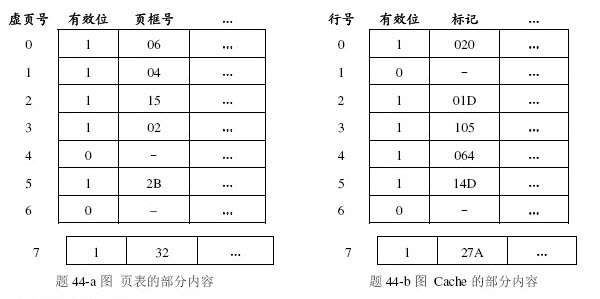 虚页号 有效位 页框号 … 行号 有效位 标记 …
0 1 06 … 0 1 020 …
1 1 04 … 1 0 - …
2 1 15 … 2 1 01D …
3 1 02 … 3 1 105 …
4 0 - … 4 1 064 …
5 1 2B … 5 1 14D …
6 0 – … 6 0 - …
7 1 32 … 7 1 27A …
题 44-a 图 页表的部分内容 题 44-b 图 Cache 的部分内容